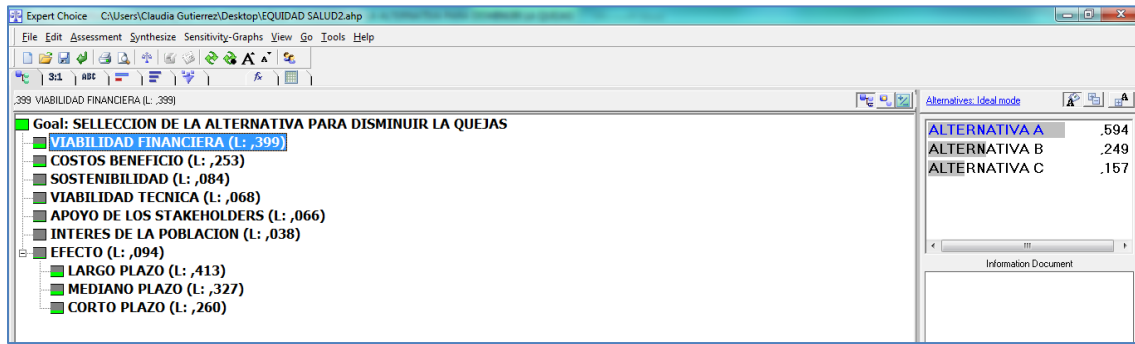 Expert Choice C:\Users\Claudia Gutierrez\Desktop\EQUIDAD SALUD2.ahp
File Edit Assessment Synthesize Sensitivity-Graphs View Go Tools Help
3:1 ABC fx
,399 VIABILIDAD FINANCIERA (L: ,399)
Alternatives: Ideal mode
Goal: SELLECCION DE LA ALTERNATIVA PARA DISMINUIR LA QUEJAS
VIABILIDAD FINANCIERA (L: ,399)
COSTOS BENEFICIO (L: ,253)
SOSTENIBILIDAD (L: ,084)
VIABILIDAD TECNICA (L: ,068)
APOYO DE LOS STAKEHOLDERS (L: ,066)
INTERES DE LA POBLACION (L: ,038)
EFECTO (L: ,094)
LARGO PLAZO (L: ,413)
MEDIANO PLAZO (L: ,327)
CORTO PLAZO (L: ,260)
ALTERNATIVA A ,594
ALTERNATIVA B ,249
ALTERNATIVA C ,157
Information Document